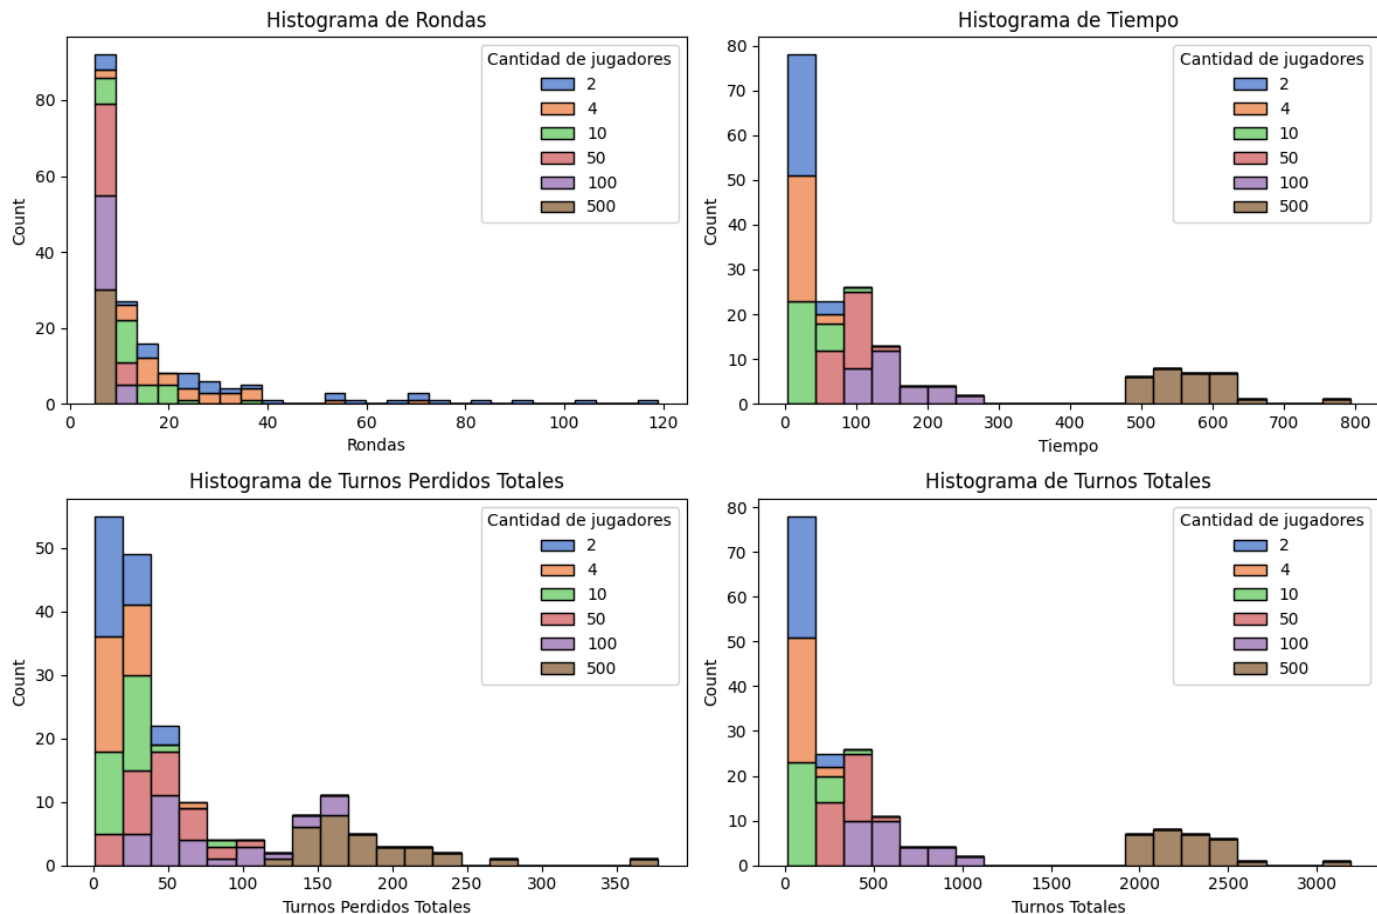 Histograma de Rondas
Cantidad de jugadores
2
4
10
50
100
500
Count
80
60
40
20
0
0 20 40 60 80 100 120
Rondas
Histograma de Tiempo
Cantidad de jugadores
2
4
10
50
100
500
Count
80
70
60
50
40
30
20
10
0
0 100 200 300 400 500 600 700 800
Tiempo
Histograma de Turnos Perdidos Totales
Cantidad de jugadores
2
4
10
50
100
500
Count
50
40
30
20
10
0
0 50 100 150 200 250 300 350
Turnos Perdidos Totales
Histograma de Turnos Totales
Cantidad de jugadores
2
4
10
50
100
500
Count
80
70
60
50
40
30
20
10
0
0 500 1000 1500 2000 2500 3000
Turnos Totales